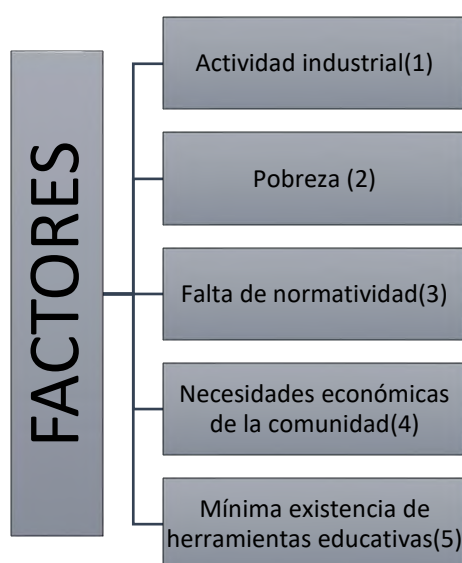 FACTORES
Actividad industrial(1)
Pobreza (2)
Falta de normatividad(3)
Necesidades económicas
de la comunidad(4)
Mínima existencia de
herramientas educativas(5)